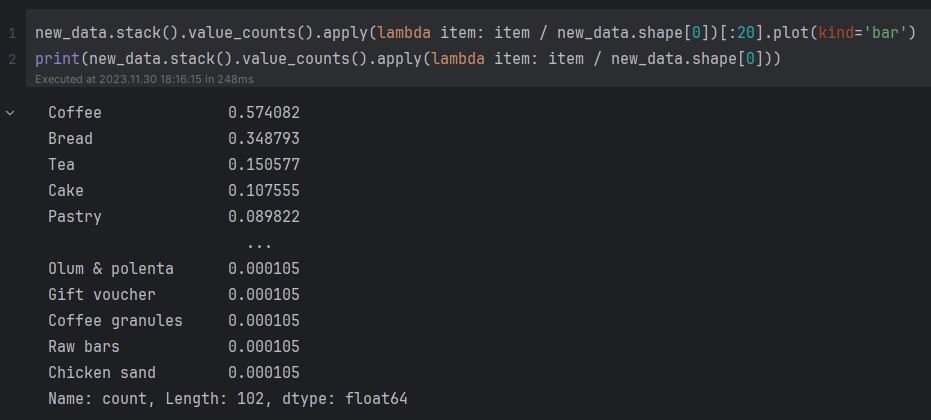 1 new_data.stack().value_counts().apply(lambda item: item / new_data.shape[0])[:20].plot(kind='bar')
2 print(new_data.stack().value_counts().apply(lambda item: item / new_data.shape[0]))
Executed at 2023.11.30 18:16:15 in 248ms
Coffee 0.574082
Bread 0.348793
Tea 0.150577
Cake 0.107555
Pastry 0.089822
...
Olum & polenta 0.000105
Gift voucher 0.000105
Coffee granules 0.000105
Raw bars 0.000105
Chicken sand 0.000105
Name: count, Length: 102, dtype: float64